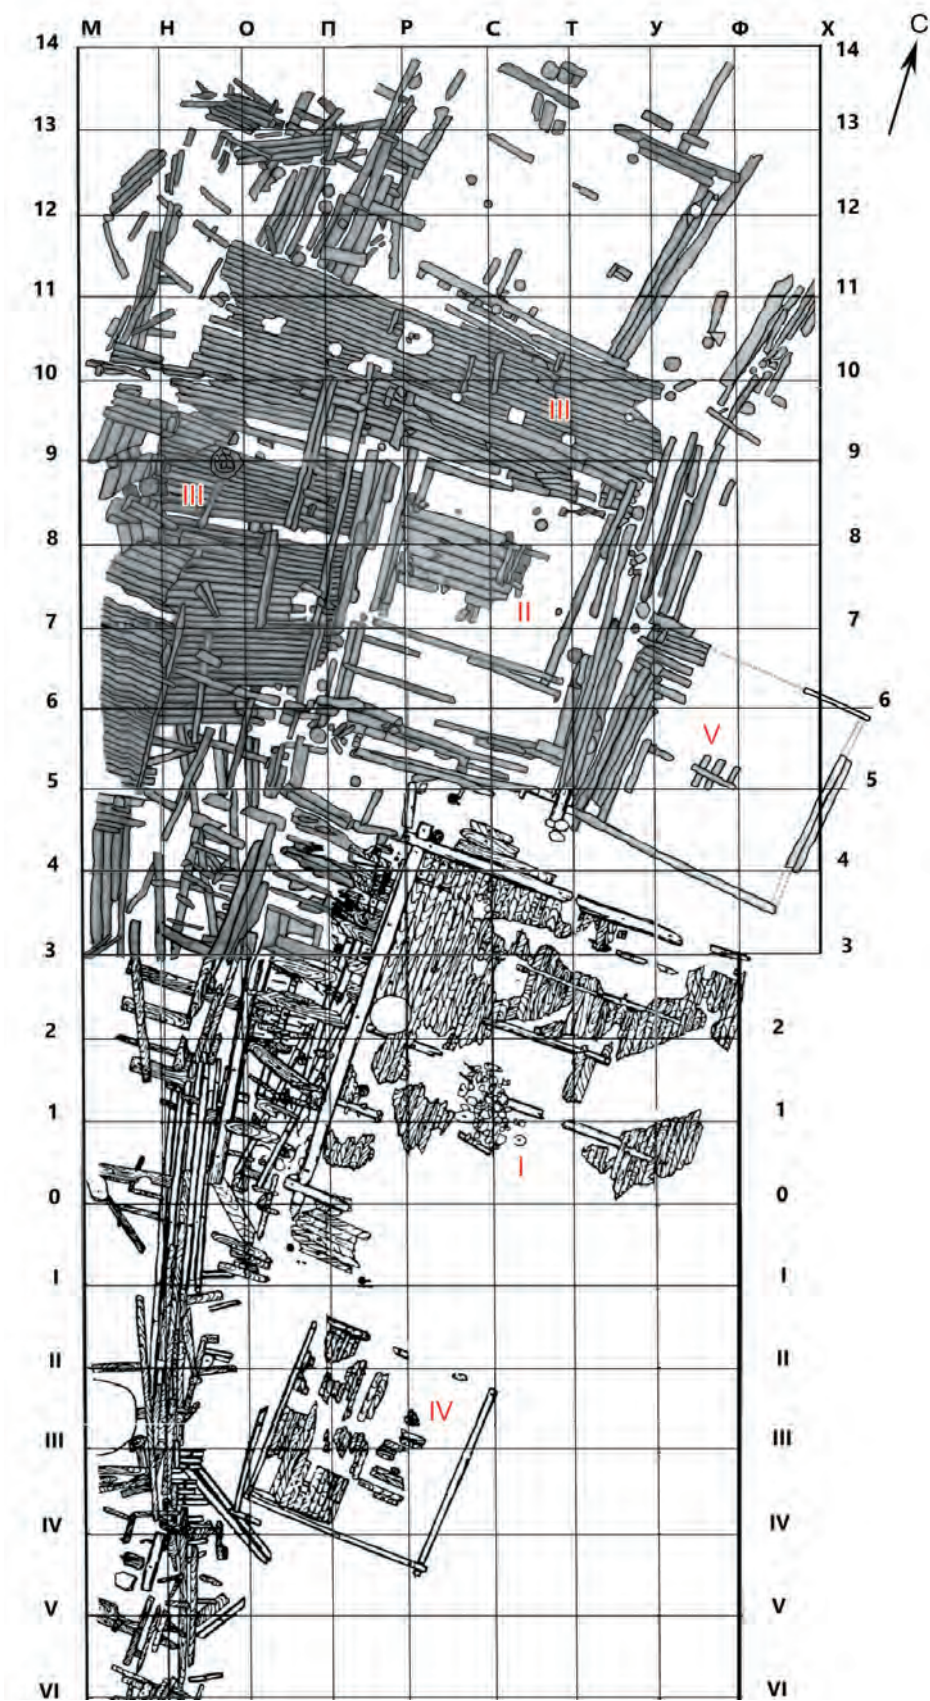 М Н О П Р С Т У Ф Х С
14 14
13 13
12 12
11 11
10 10
III
9 9
III
8 8
II
7 7
6 6
V
5 5
4 4
3 3
2 2
1 1
I
0 0
I I
II II
IV
III III
IV IV
V V
VI VI